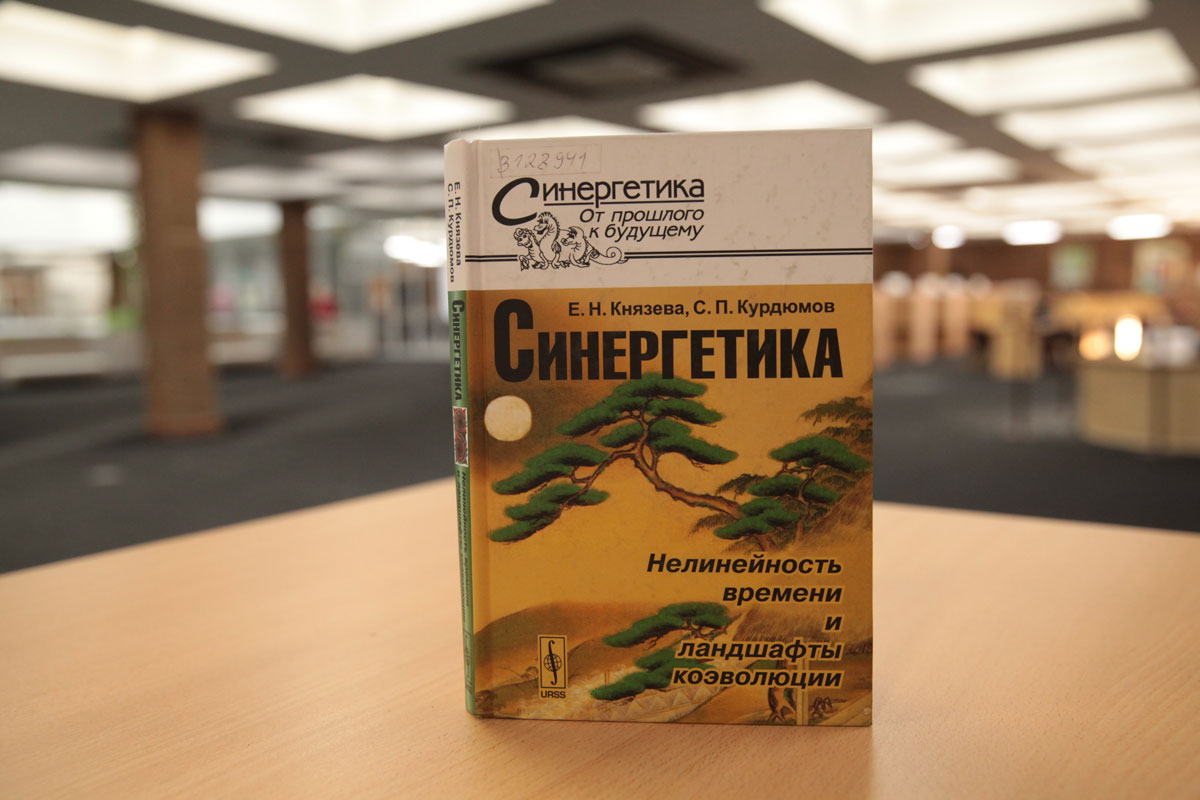 В122941
Синергетика
От прошлого
к будущему
Е. Н. Князева, С. П. Курдюмов
Синергетика
Нелинейность
времени
и
ландшафты
коэволюции
URSS
Е. Н. Князева
С. П. Курдюмов
Синергетика